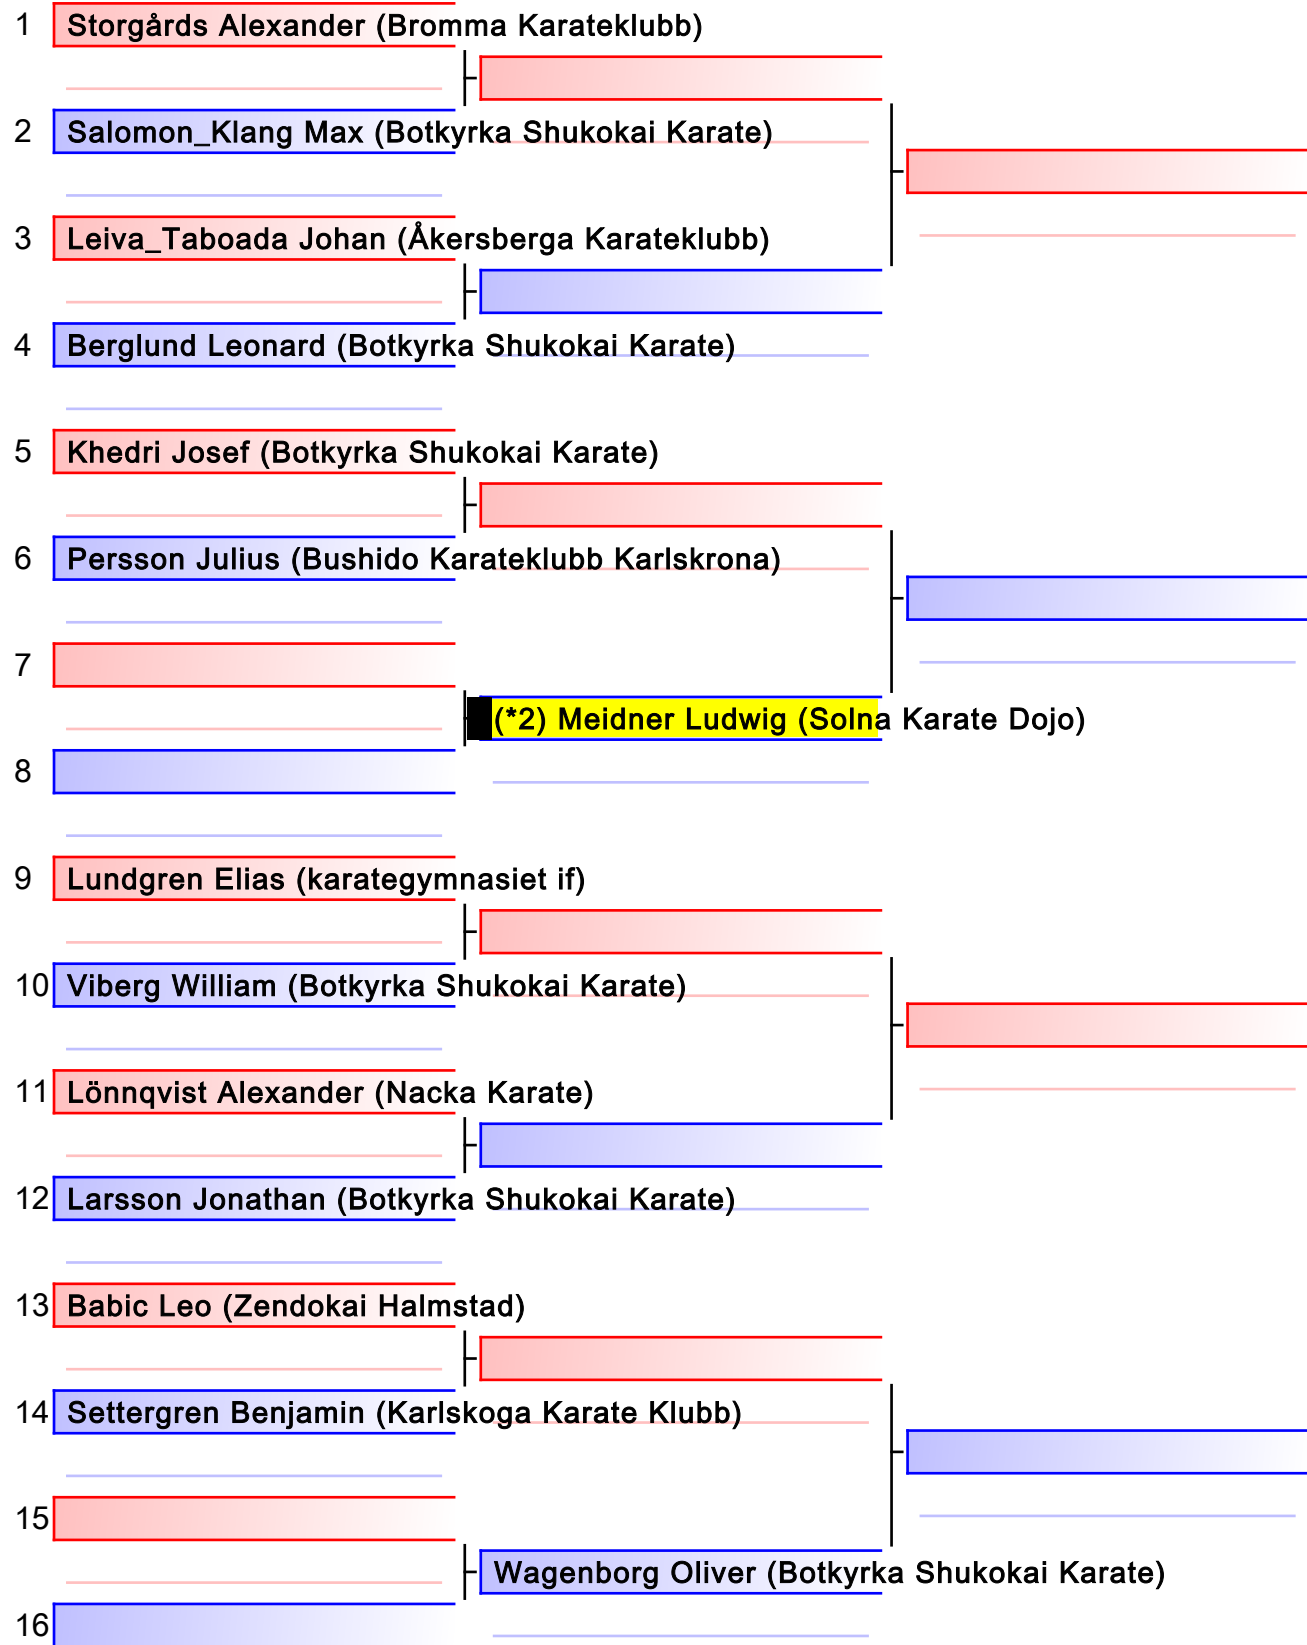 1 Storgårds Alexander (Bromma Karateklubb)
2 Salomon_Klang Max (Botkyrka Shukokai Karate)
3 Leiva_Taboada Johan (Åkersberga Karateklubb)
4 Berglund Leonard (Botkyrka Shukokai Karate)
5 Khedri Josef (Botkyrka Shukokai Karate)
6 Persson Julius (Bushido Karateklubb Karlskrona)
7
(*2) Meidner Ludwig (Solna Karate Dojo)
8
9 Lundgren Elias (karategymnasiet if)
10 Viberg William (Botkyrka Shukokai Karate)
11 Lönnqvist Alexander (Nacka Karate)
12 Larsson Jonathan (Botkyrka Shukokai Karate)
13 Babic Leo (Zendokai Halmstad)
14 Settergren Benjamin (Karlskoga Karate Klubb)
15
Wagenborg Oliver (Botkyrka Shukokai Karate)
16